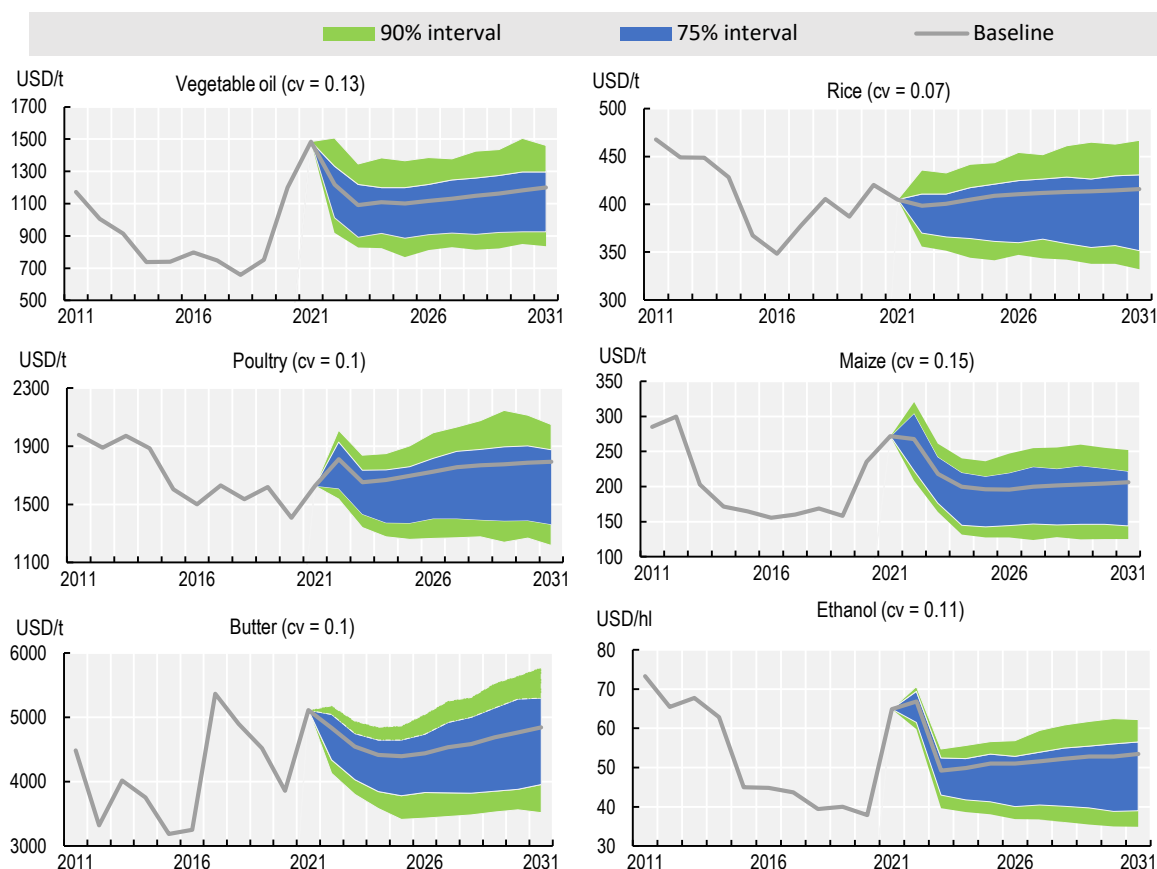 90% interval 75% interval Baseline
USD/t
Vegetable oil (cv = 0.13)
1700
1500
1300
1100
900
700
500
2011 2016 2021 2026 2031
USD/t
Rice (cv = 0.07)
500
450
400
350
300
2011 2016 2021 2026 2031
USD/t
Poultry (cv = 0.1)
2300
1900
1500
1100
2011 2016 2021 2026 2031
USD/t
Maize (cv = 0.15)
350
300
250
200
150
100
2011 2016 2021 2026 2031
USD/t
Butter (cv = 0.1)
6000
5000
4000
3000
2011 2016 2021 2026 2031
USD/hl
Ethanol (cv = 0.11)
80
70
60
50
40
30
2011 2016 2021 2026 2031